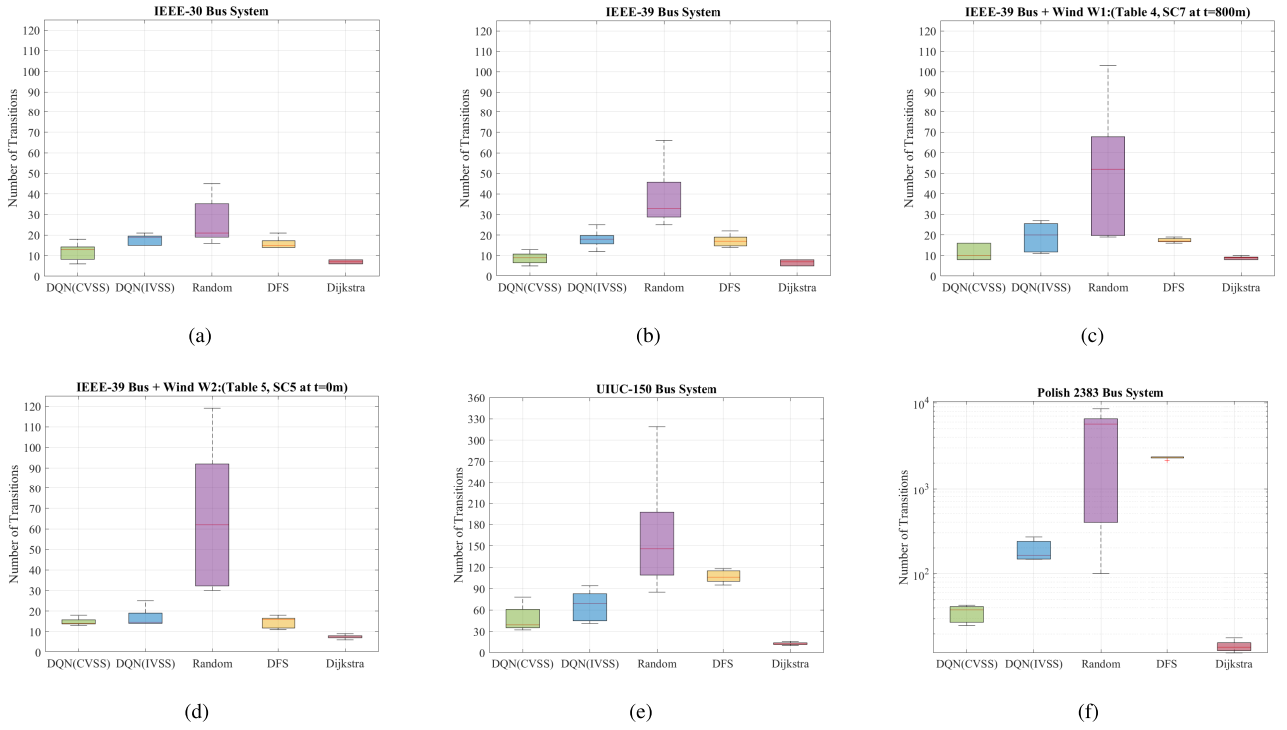 IEEE-30 Bus System
Number of Transitions
120
110
100
90
80
70
60
50
40
30
20
10
0
DQN(CVSS) DQN(IVSS) Random DFS Dijkstra
(a)
IEEE-39 Bus System
Number of Transitions
120
110
100
90
80
70
60
50
40
30
20
10
0
DQN(CVSS) DQN(IVSS) Random DFS Dijkstra
(b)
IEEE-39 Bus + Wind W1:(Table 4, SC7 at t=800m)
Number of Transitions
120
110
100
90
80
70
60
50
40
30
20
10
0
DQN(CVSS) DQN(IVSS) Random DFS Dijkstra
(c)
IEEE-39 Bus + Wind W2:(Table 5, SC5 at t=0m)
Number of Transitions
120
110
100
90
80
70
60
50
40
30
20
10
0
DQN(CVSS) DQN(IVSS) Random DFS Dijkstra
(d)
UIUC-150 Bus System
Number of Transitions
360
330
300
270
240
210
180
150
120
90
60
30
0
DQN(CVSS) DQN(IVSS) Random DFS Dijkstra
(e)
Polish 2383 Bus System
Number of Transitions
10^4
10^3
10^2
DQN(CVSS) DQN(IVSS) Random DFS Dijkstra
(f)